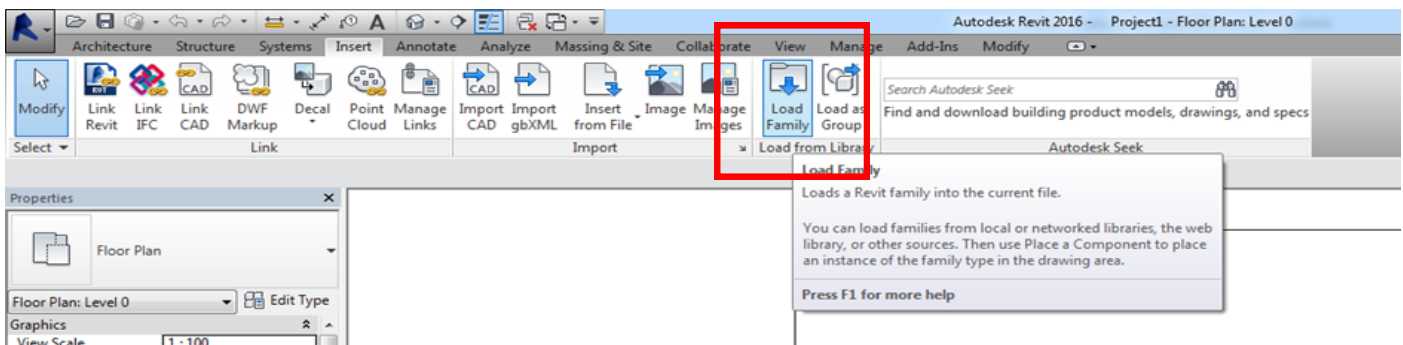 Autodesk Revit 2016 - Project1 - Floor Plan: Level 0
Architecture Structure Systems Insert Annotate Analyze Massing & Site Collaborate View Manage Add-Ins Modify
Modify Link Link Link DWF Decal Point Manage Import Import Insert Image Manage Load Load as
Revit IFC CAD Markup Cloud Links CAD gbXML from File Images Family Group
Search Autodesk Seek
Find and download building product models, drawings, and specs
Select Link Import Load from Library Autodesk Seek
Load Family
Loads a Revit family into the current file.
You can load families from local or networked libraries, the web
library, or other sources. Then use Place a Component to place
an instance of the family type in the drawing area.
Press F1 for more help
Properties
Floor Plan
Floor Plan: Level 0 Edit Type
Graphics
View Scale 1 : 100